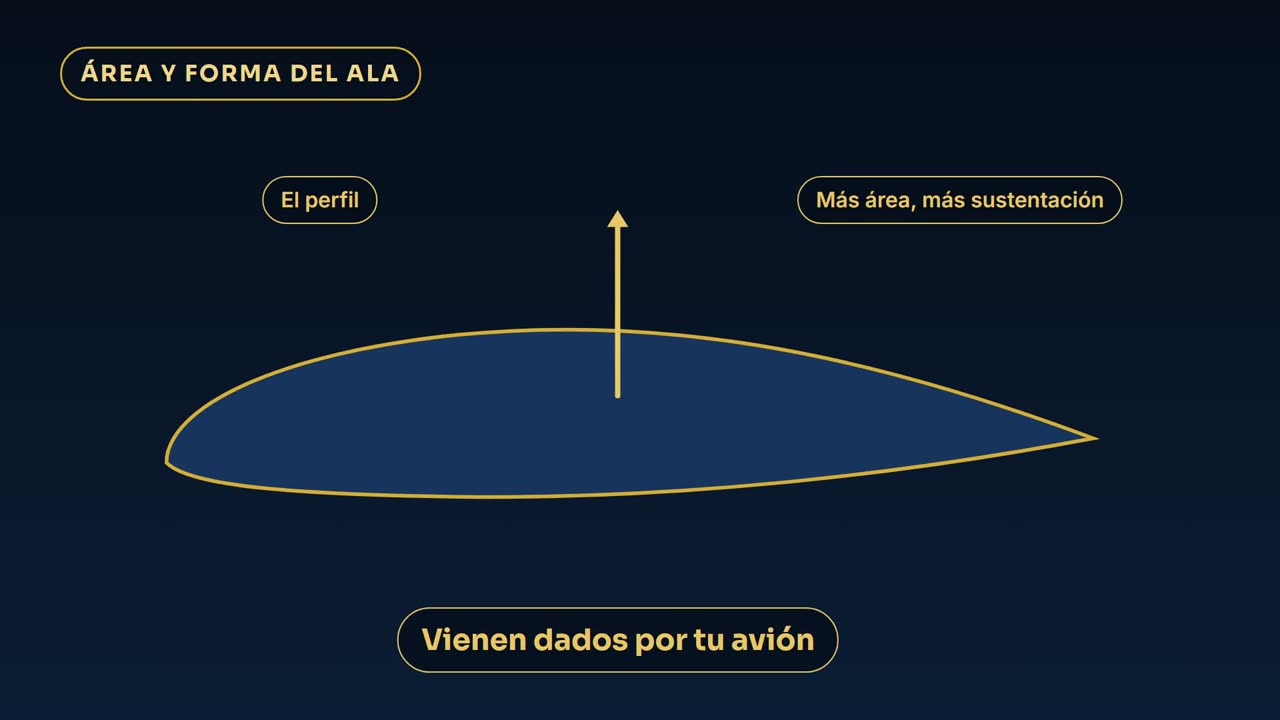 ÁREA Y FORMA DEL ALA
El perfil
Más área, más sustentación
Vienen dados por tu avión